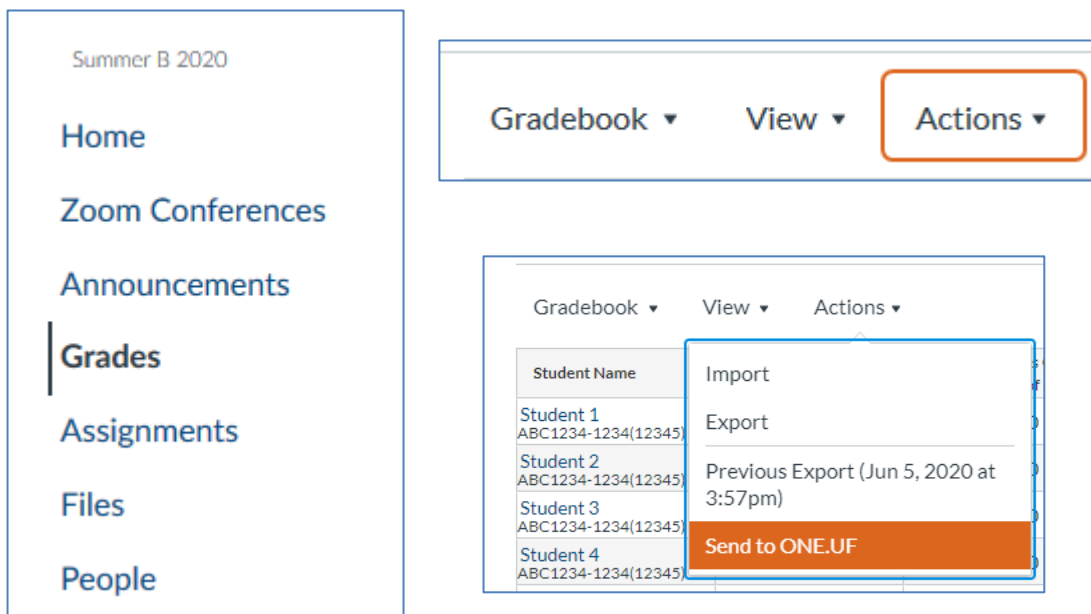 Summer B 2020
Home
Zoom Conferences
Announcements
Grades
Assignments
Files
People
Gradebook ▾ View ▾ Actions ▾
Gradebook ▾ View ▾ Actions ▾
Student Name
Student 1
ABC1234-1234(12345)
Student 2
ABC1234-1234(12345)
Student 3
ABC1234-1234(12345)
Student 4
ABC1234-1234(12345)
Import
Export
Previous Export (Jun 5, 2020 at
3:57pm)
Send to ONE.UF